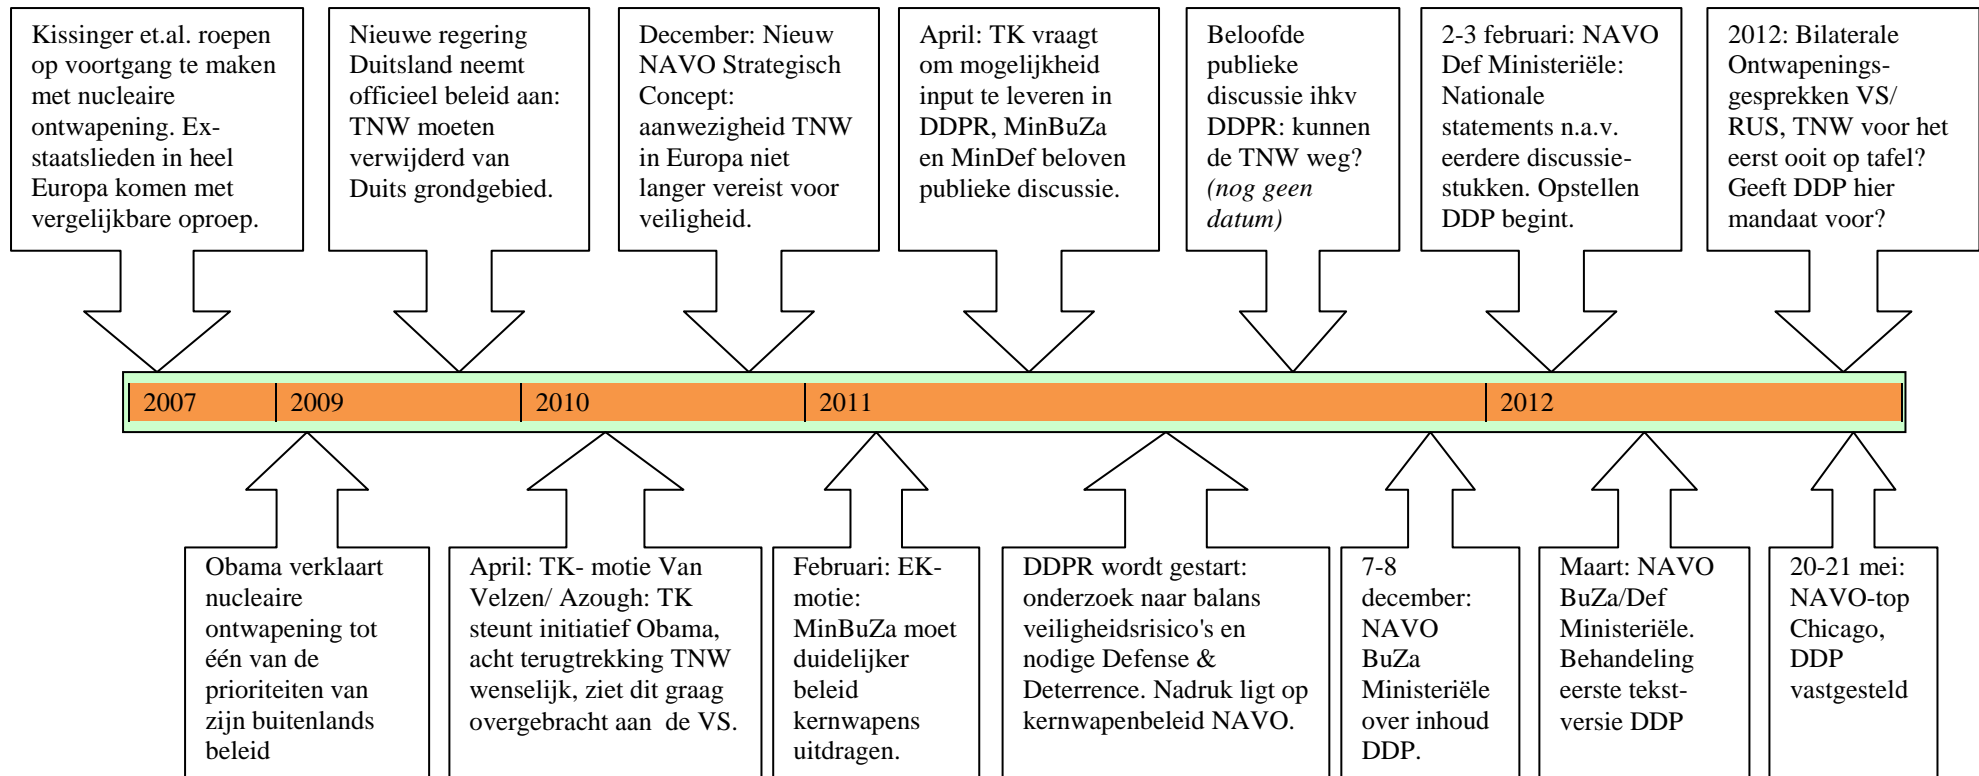 Kissinger et.al. roepen
op voortgang te maken
met nucleaire
ontwapening. Ex-
staatslieden in heel
Europa komen met
vergelijkbare oproep.
Nieuwe regering
Duitsland neemt
officieel beleid aan:
TNW moeten
verwijderd van
Duits grondgebied.
December: Nieuw
NAVO Strategisch
Concept:
aanwezigheid TNW
in Europa niet
langer vereist voor
veiligheid.
April: TK vraagt
om mogelijkheid
input te leveren in
DDPR, MinBuZa
en MinDef beloven
publieke discussie.
Beloofde
publieke
discussie ihkv
DDPR: kunnen
de TNW weg?
(nog geen
datum)
2-3 februari: NAVO
Def Ministeriële:
Nationale
statements n.a.v.
eerdere discussie-
stukken. Opstellen
DDP begint.
2012: Bilaterale
Ontwapenings-
gesprekken VS/
RUS, TNW voor het
eerst ooit op tafel?
Geeft DDP hier
mandaat voor?
2007
2009
2010
2011
2012
Obama verklaart
nucleaire
ontwapening tot
één van de
prioriteiten van
zijn buitenlands
beleid
April: TK- motie Van
Velzen/ Azough: TK
steunt initiatief Obama,
acht terugtrekking TNW
wenselijk, ziet dit graag
overgebracht aan de VS.
Februari: EK-
motie:
MinBuZa moet
duidelijker
beleid
kernwapens
uitdragen.
DDPR wordt gestart:
onderzoek naar balans
veiligheidsrisico's en
nodige Defense &
Deterrence. Nadruk ligt op
kernwapenbeleid NAVO.
7-8
december:
NAVO
BuZa
Ministeriële
over inhoud
DDP.
Maart: NAVO
BuZa/Def
Ministeriële.
Behandeling
eerste tekst-
versie DDP
20-21 mei:
NAVO-top
Chicago,
DDP
vastgesteld